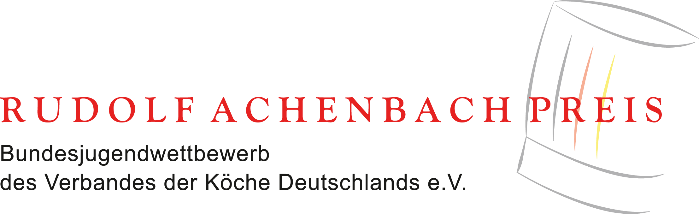 RUDOLF ACHENBACH PREIS
Bundesjugendwettbewerb
des Verbandes der Köche Deutschlands e.V.